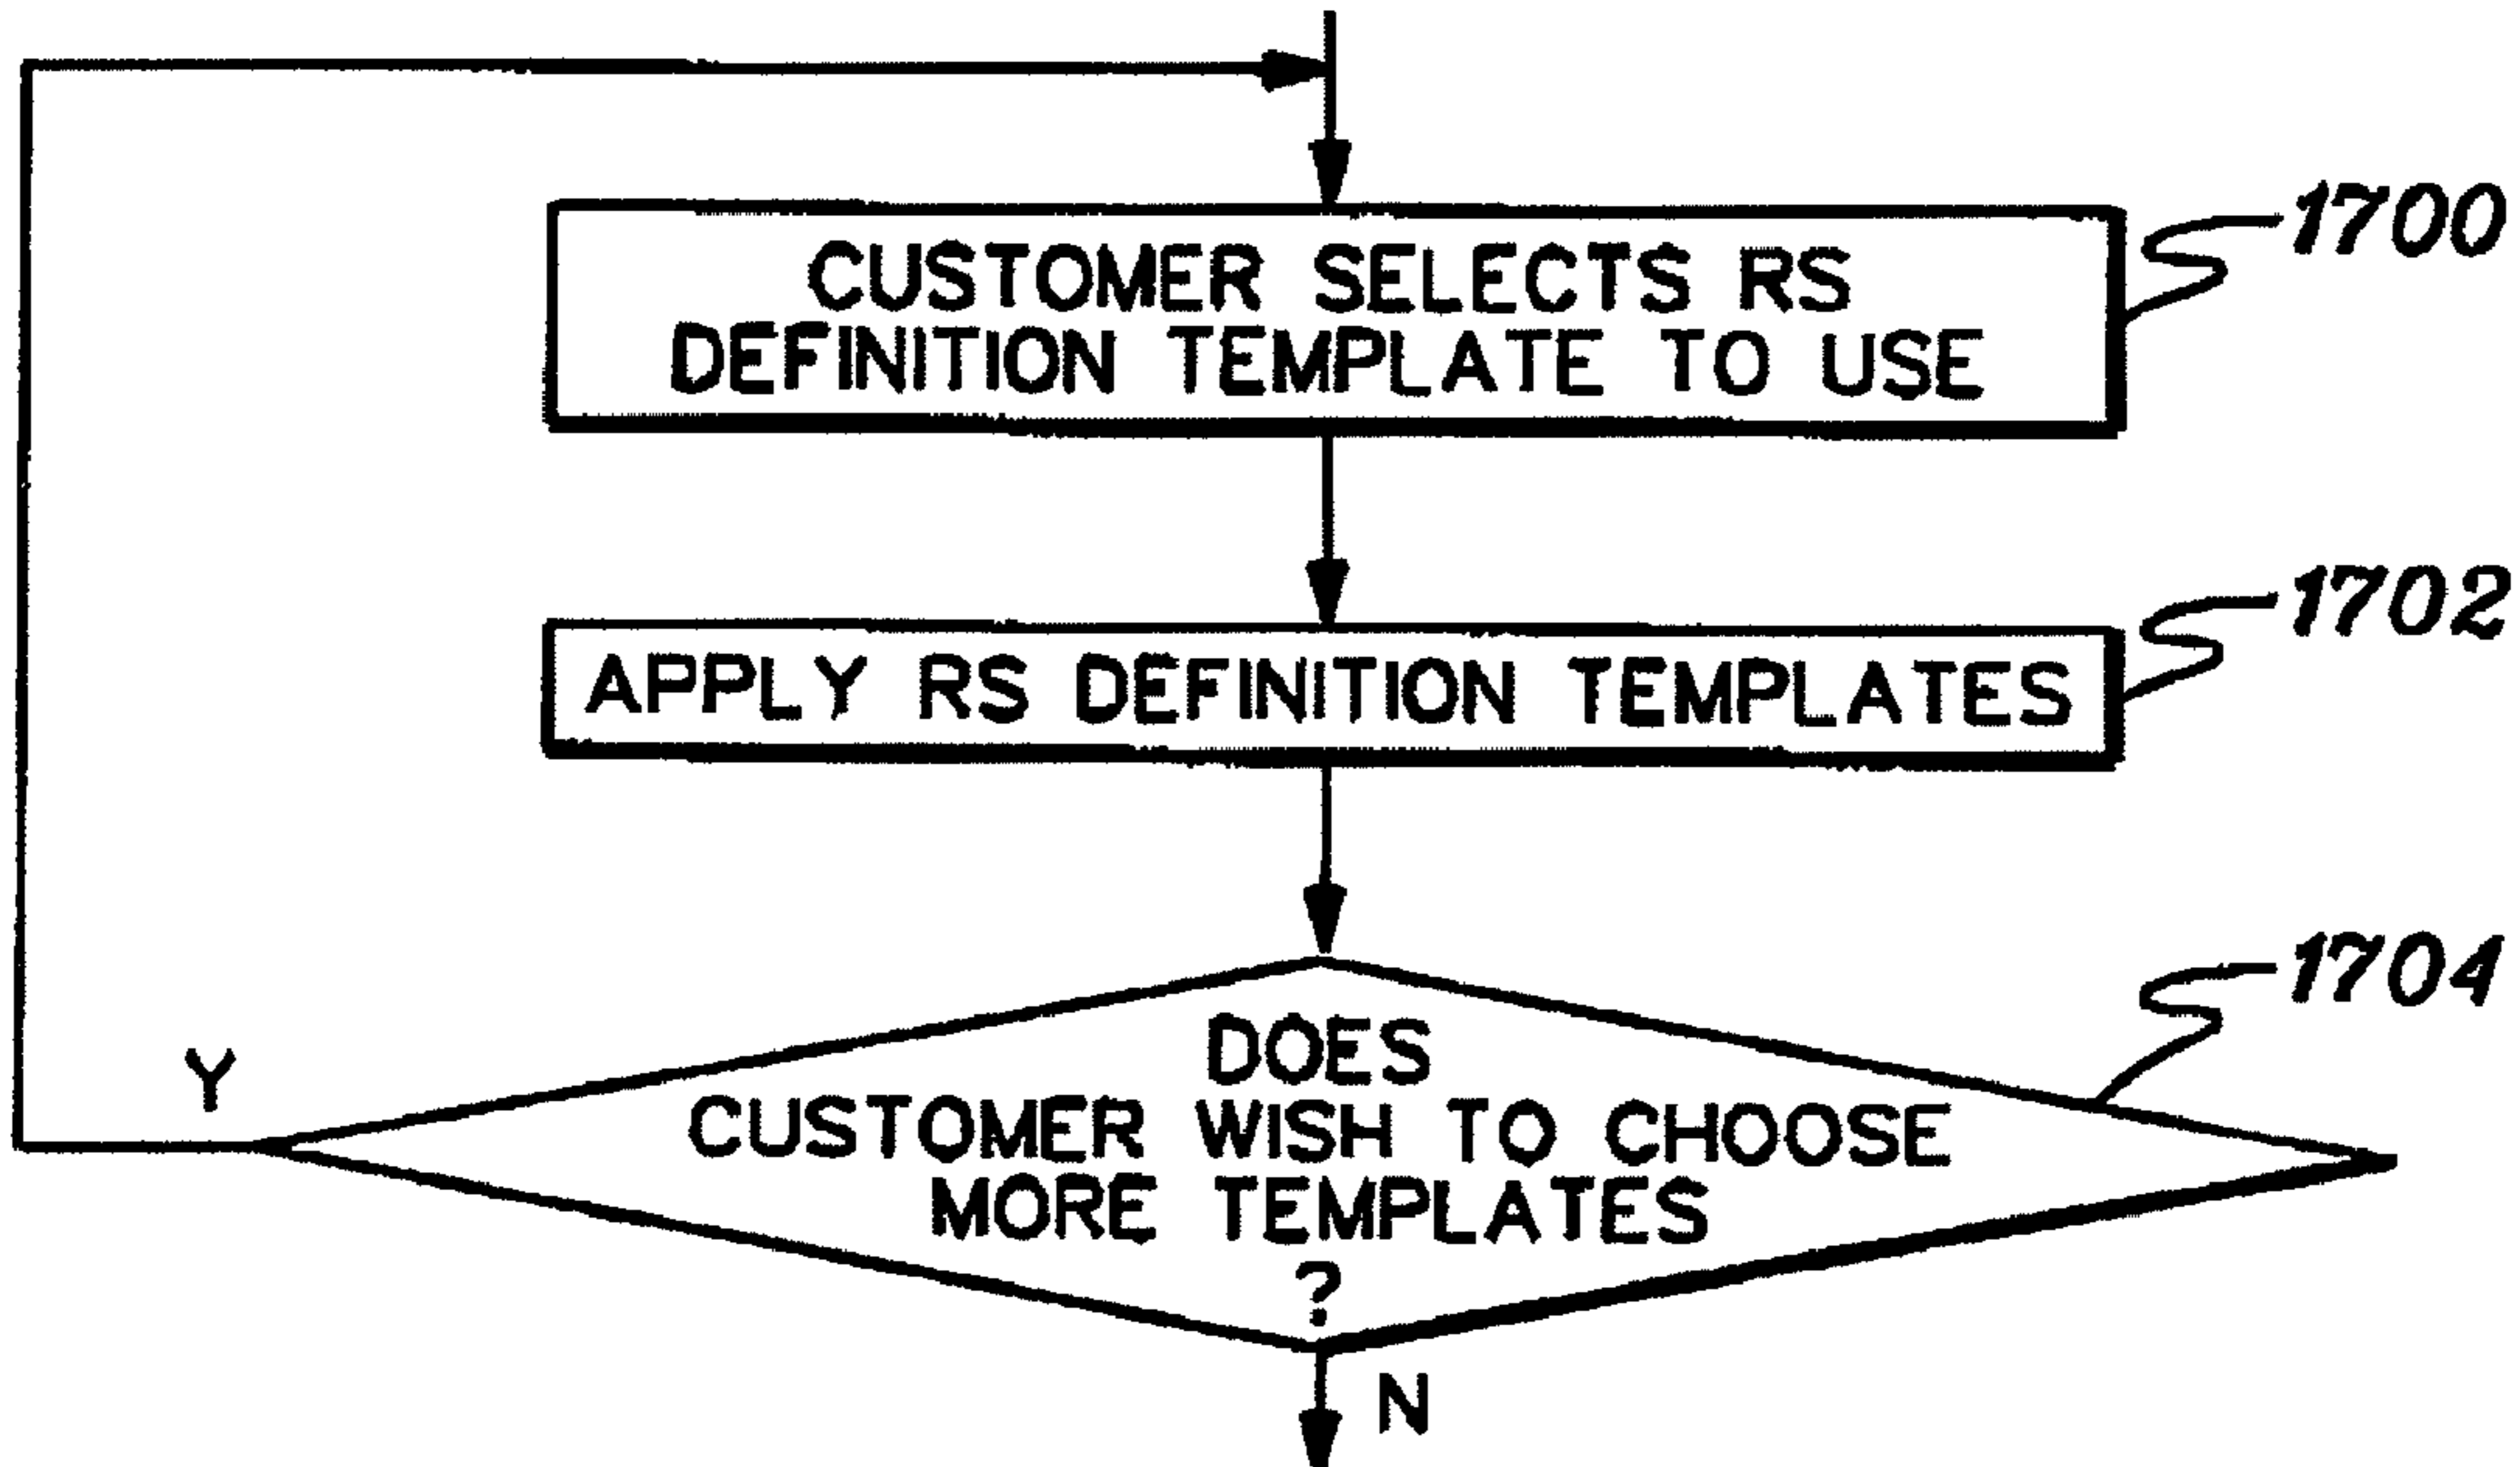 CUSTOMER SELECTS RS
DEFINITION TEMPLATE TO USE
1700
APPLY RS DEFINITION TEMPLATES
1702
DOES
CUSTOMER WISH TO CHOOSE
MORE TEMPLATES
?
1704
Y
N